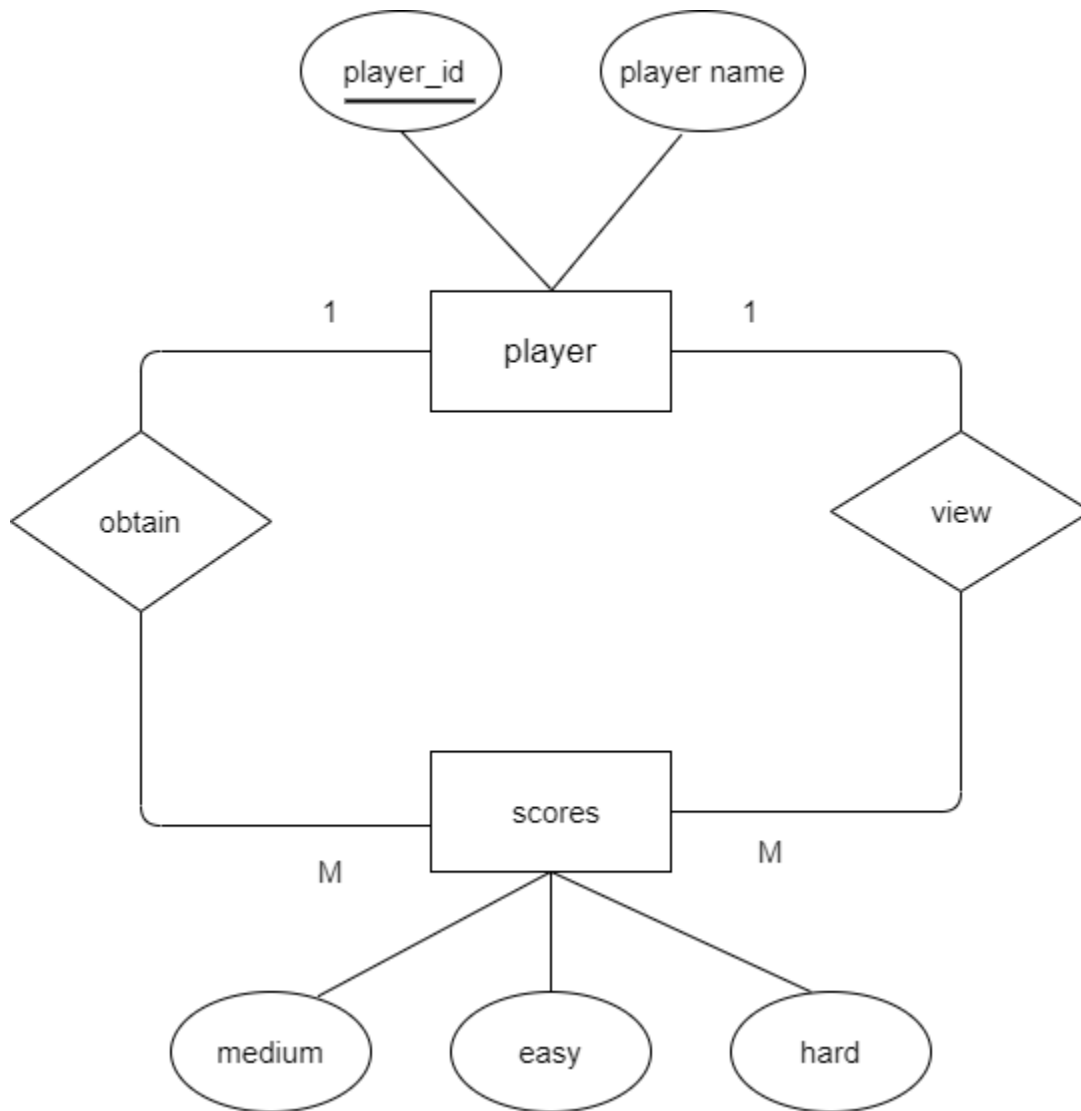 player_id
player name
1
1
player
obtain
view
scores
M
M
medium
easy
hard